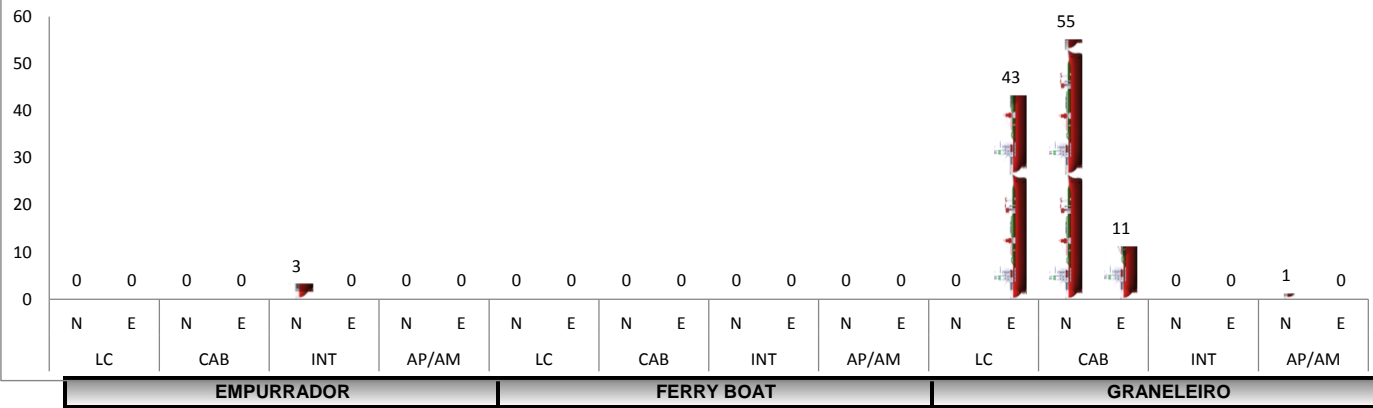 60
55
50
43
40
30
20
11
10
0 0 0 0 3 0 0 0 0 0 0 0 0 0 0 0 0 0 0 1 0
0
N E N E N E N E N E N E N E N E N E N E N E N E
LC CAB INT AP/AM LC CAB INT AP/AM LC CAB INT AP/AM
EMPURRADOR FERRY BOAT GRANELEIRO